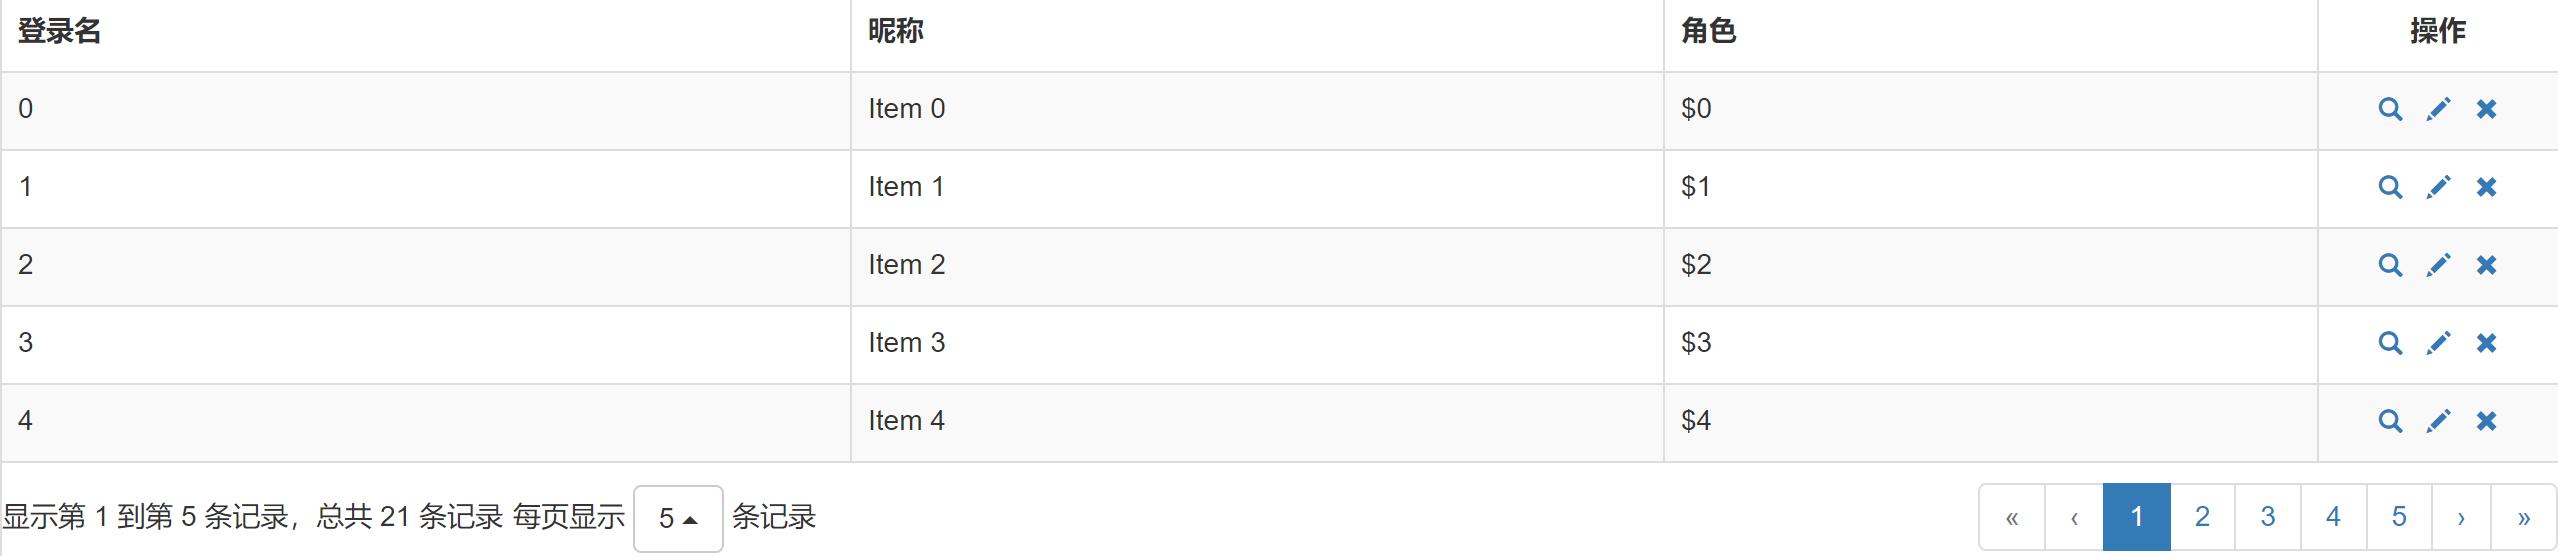 登录名 昵称 角色 操作
0 Item 0 $0
1 Item 1 $1
2 Item 2 $2
3 Item 3 $3
4 Item 4 $4
显示第 1 到第 5 条记录，总共 21 条记录 每页显示 5 条记录 « ‹ 1 2 3 4 5 › »